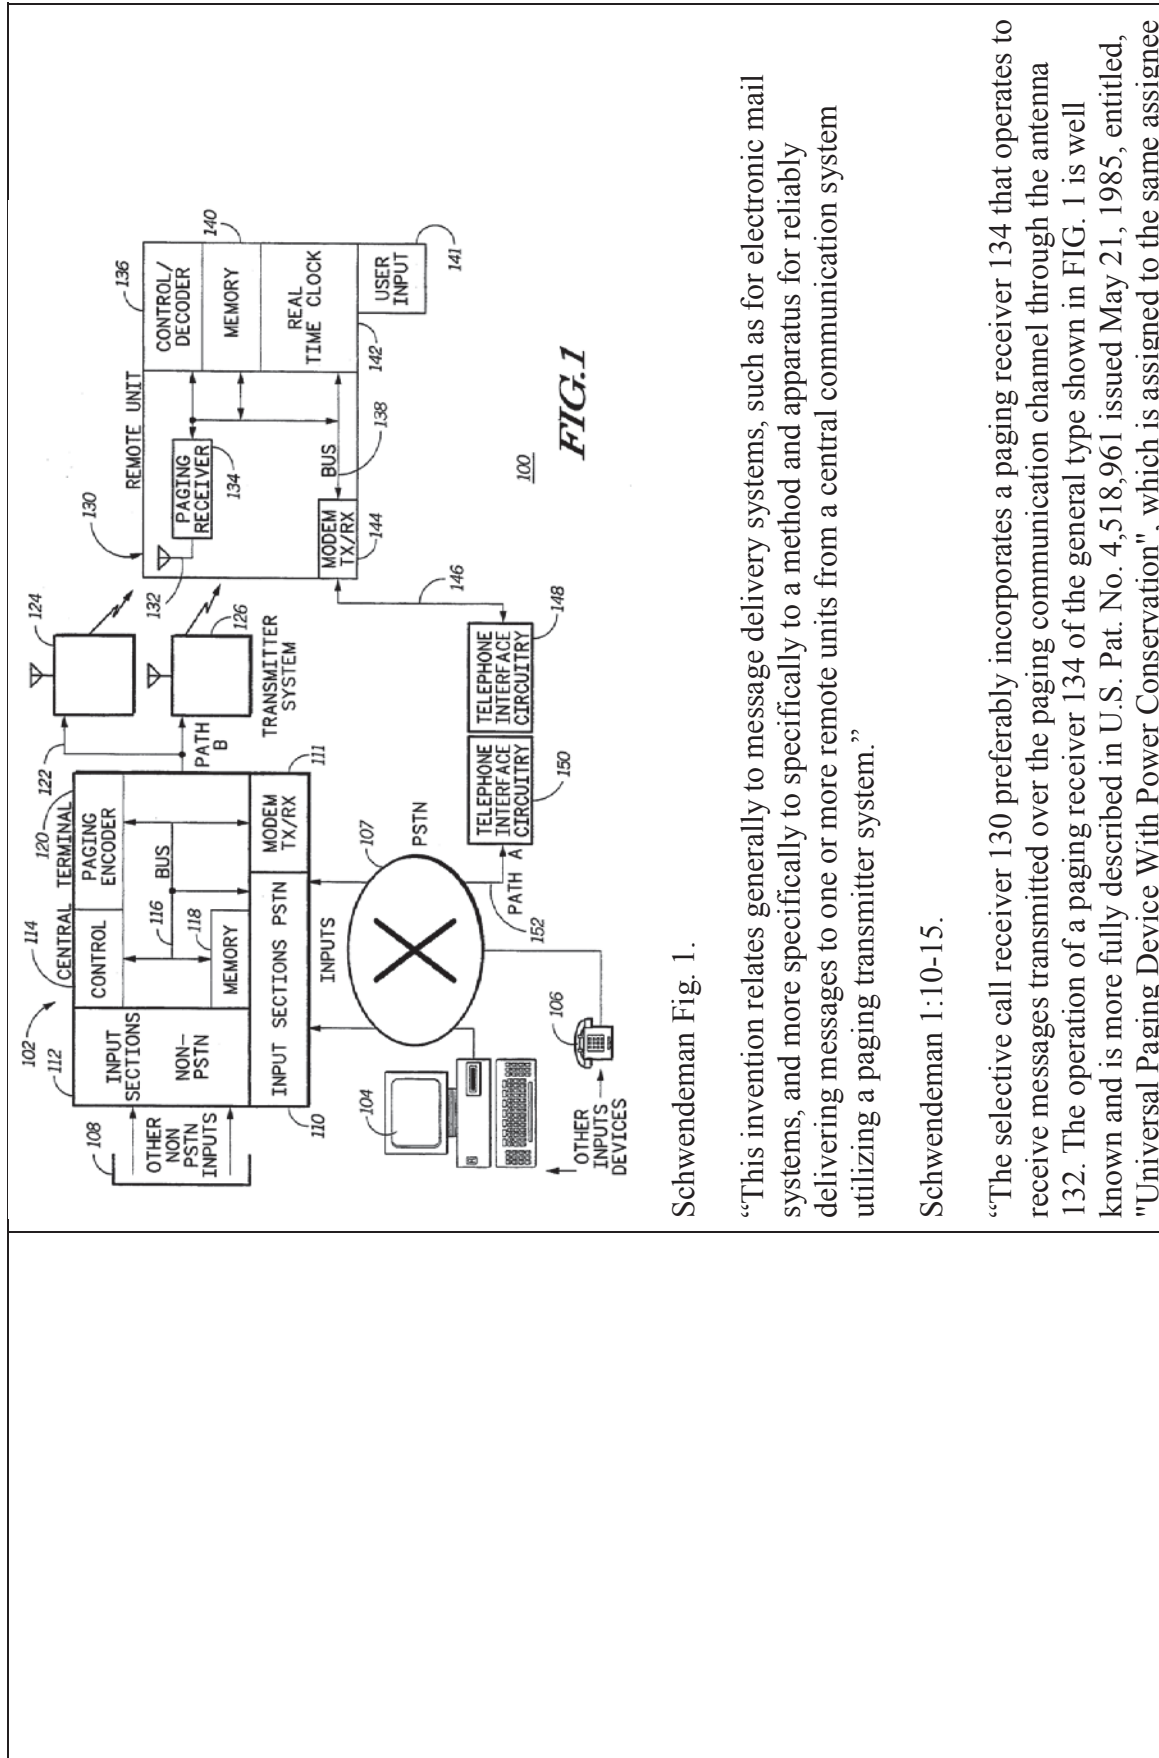 102
112
114
CENTRAL TERMINAL
120
122
124
130
REMOTE UNIT
136
108
OTHER
NON
PSTN
INPUTS
INPUT
SECTIONS
NON-
PSTN
CONTROL
PAGING
ENCODER
116
BUS
118
MEMORY
PATH
B
126
TRANSMITTER
SYSTEM
132
PAGING
RECEIVER
134
CONTROL/
DECODER
MEMORY
140
REAL
TIME CLOCK
BUS
138
142
USER
INPUT
141
110
INPUT SECTIONS PSTN
MODEM
TX/RX
111
INPUTS
107
PSTN
MODEM
TX/RX
144
146
104
152
PATH A
TELEPHONE
INTERFACE
CIRCUITRY
150
TELEPHONE
INTERFACE
CIRCUITRY
148
100
FIG.1
106
OTHER
INPUTS
DEVICES
Schwendeman Fig. 1.
“This invention relates generally to message delivery systems, such as for electronic mail
systems, and more specifically to specifically to a method and apparatus for reliably
delivering messages to one or more remote units from a central communication system
utilizing a paging transmitter system.”
Schwendeman 1:10-15.
“The selective call receiver 130 preferably incorporates a paging receiver 134 that operates to
receive messages transmitted over the paging communication channel through the antenna
132. The operation of a paging receiver 134 of the general type shown in FIG. 1 is well
known and is more fully described in U.S. Pat. No. 4,518,961 issued May 21, 1985, entitled,
"Universal Paging Device With Power Conservation", which is assigned to the same assignee